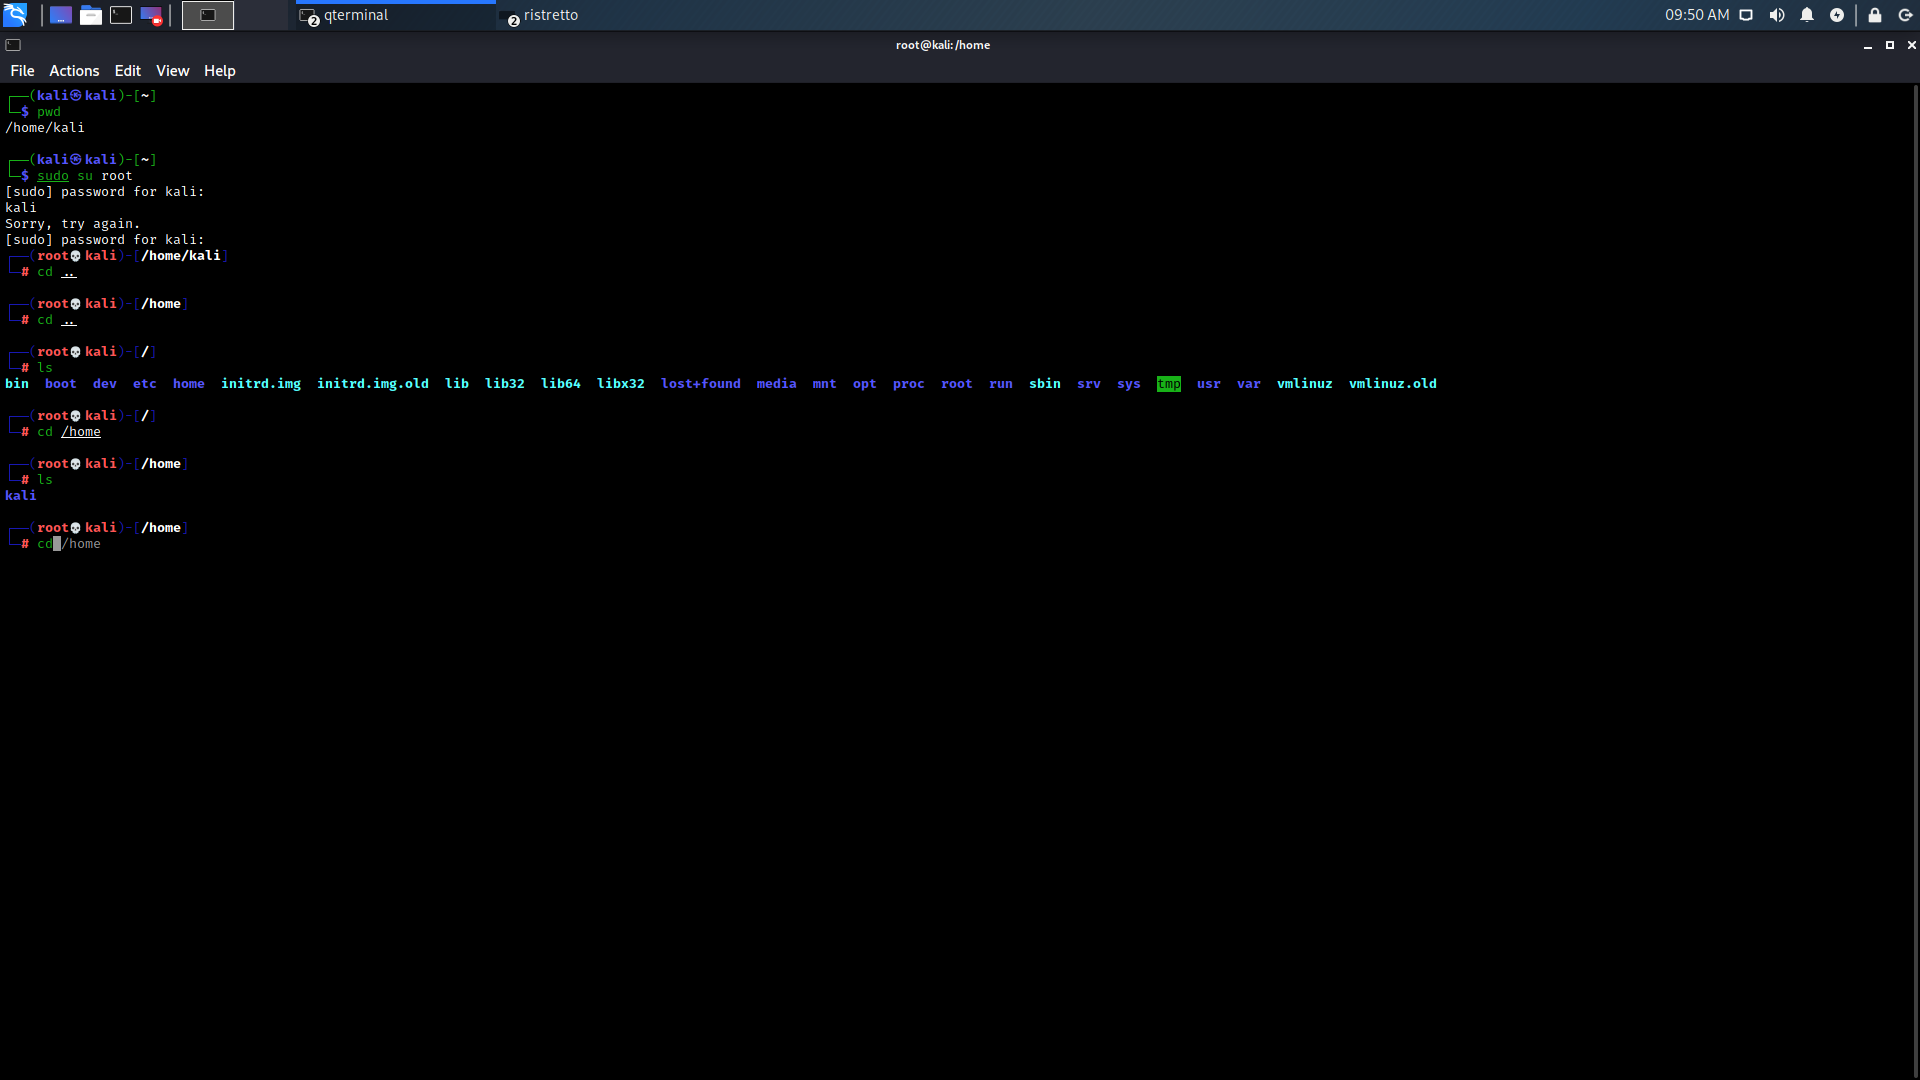 2 qterminal 2 ristretto 09:50 AM
root@kali: /home
File Actions Edit View Help
┌──(kali㉿kali)-[~]
└─$ pwd
/home/kali
┌──(kali㉿kali)-[~]
└─$ sudo su root
[sudo] password for kali:
kali
Sorry, try again.
[sudo] password for kali:
┌──(root💀kali)-[/home/kali]
└─# cd ..
┌──(root💀kali)-[/home]
└─# cd ..
┌──(root💀kali)-[/]
└─# ls
bin boot dev etc home initrd.img initrd.img.old lib lib32 lib64 libx32 lost+found media mnt opt proc root run sbin srv sys tmp usr var vmlinuz vmlinuz.old
┌──(root💀kali)-[/]
└─# cd /home
┌──(root💀kali)-[/home]
└─# ls
kali
┌──(root💀kali)-[/home]
└─# cd /home